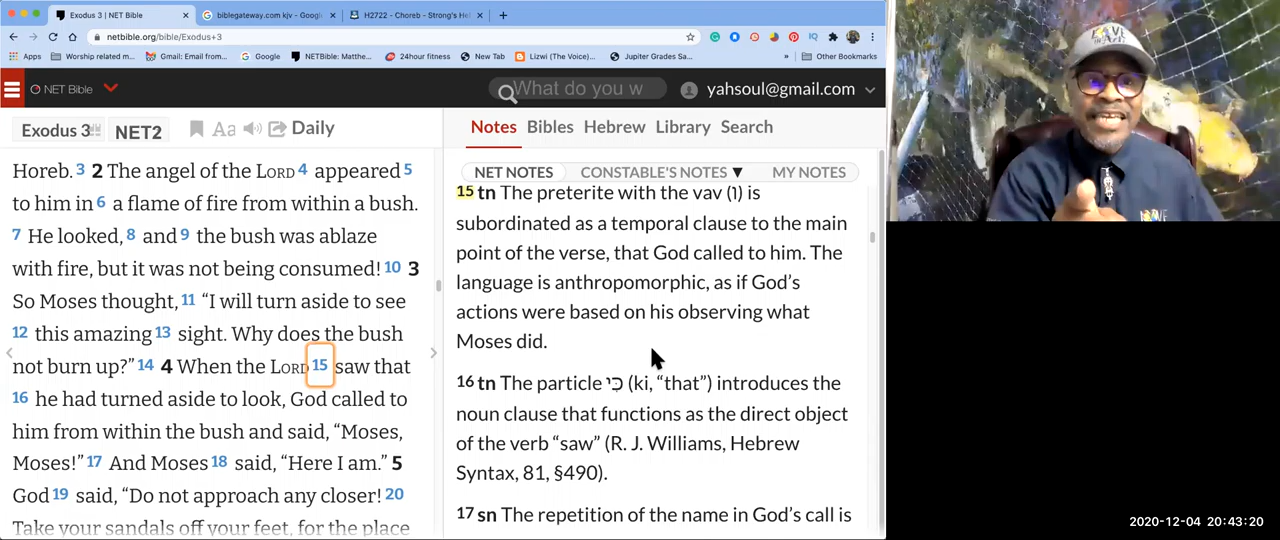 Exodus 3 | NET Bible
biblegateway.com kjv - Googl
H2722 - Choreb - Strong's He
netbible.org/bible/Exodus+3
Apps Worship related m... Gmail: Email from... Google NETBible: Matthe... 24hour fitness New Tab Lizwi (The Voice)... Jupiter Grades Sa... » Other Bookmarks
NET Bible
What do you w
yahsoul@gmail.com
Exodus 3 NET2 Aa Daily
Horeb. 3 2 The angel of the LORD 4 appeared 5
to him in 6 a flame of fire from within a bush.
7 He looked, 8 and 9 the bush was ablaze
with fire, but it was not being consumed! 10 3
So Moses thought, 11 “I will turn aside to see
12 this amazing 13 sight. Why does the bush
not burn up?” 14 4 When the LORD 15 saw that
16 he had turned aside to look, God called to
him from within the bush and said, “Moses,
Moses!” 17 And Moses 18 said, “Here I am.” 5
God 19 said, “Do not approach any closer! 20
Take your sandals off your feet, for the place
Notes Bibles Hebrew Library Search
NET NOTES CONSTABLE'S NOTES ▼ MY NOTES
15 tn The preterite with the vav (ו) is
subordinated as a temporal clause to the main
point of the verse, that God called to him. The
language is anthropomorphic, as if God’s
actions were based on his observing what
Moses did.
16 tn The particle כִּי (ki, “that”) introduces the
noun clause that functions as the direct object
of the verb “saw” (R. J. Williams, Hebrew
Syntax, 81, §490).
17 sn The repetition of the name in God’s call is
2020-12-04 20:43:20